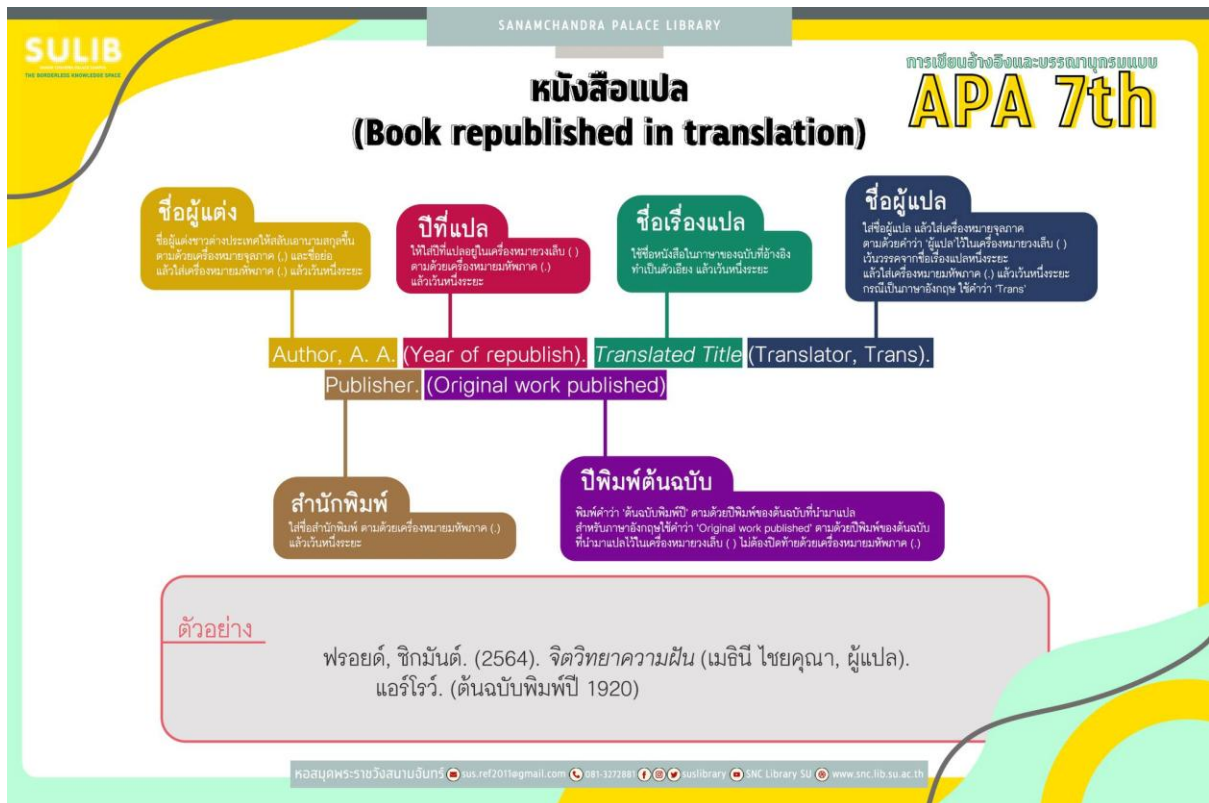 SANAMCHANDRA PALACE LIBRARY
SULIB
THE BORDERLESS KNOWLEDGE SPACE
การเขียนอ้างอิงและบรรณานุกรมแบบ
APA 7th
หนังสือแปล
(Book republished in translation)
ชื่อผู้แต่ง
ชื่อผู้แต่งชาวต่างประเทศให้สลับเอานามสกุลขึ้น
ตามด้วยเครื่องหมายจุลภาค (,) และชื่อย่อ
แล้วใส่เครื่องหมายมหัพภาค (.) แล้วเว้นหนึ่งระยะ
ปีที่แปล
ให้ใส่ปีที่แปลอยู่ในเครื่องหมายวงเล็บ ( )
ตามด้วยเครื่องหมายมหัพภาค (.)
แล้วเว้นหนึ่งระยะ
ชื่อเรื่องแปล
ใช้ชื่อหนังสือในภาษาของฉบับที่อ้างอิง
ทำเป็นตัวเอียง แล้วเว้นหนึ่งระยะ
ชื่อผู้แปล
ใส่ชื่อผู้แปล แล้วใส่เครื่องหมายจุลภาค
ตามด้วยคำว่า 'ผู้แปล'ไว้ในเครื่องหมายวงเล็บ ( )
เว้นวรรคจากชื่อเรื่องแปลหนึ่งระยะ
แล้วใส่เครื่องหมายมหัพภาค (.) แล้วเว้นหนึ่งระยะ
กรณีเป็นภาษาอังกฤษ ใช้คำว่า 'Trans'
Author, A. A. (Year of republish). Translated Title (Translator, Trans).
Publisher. (Original work published)
สำนักพิมพ์
ใส่ชื่อสำนักพิมพ์ ตามด้วยเครื่องหมายมหัพภาค (.)
แล้วเว้นหนึ่งระยะ
ปีพิมพ์ต้นฉบับ
พิมพ์คำว่า 'ต้นฉบับพิมพ์ปี' ตามด้วยปีพิมพ์ของต้นฉบับที่นำมาแปล
สำหรับภาษาอังกฤษใช้คำว่า 'Original work published' ตามด้วยปีพิมพ์ของต้นฉบับ
ที่นำมาแปลไว้ในเครื่องหมายวงเล็บ ( ) ไม่ต้องปิดท้ายด้วยเครื่องหมายมหัพภาค (.)
ตัวอย่าง
ฟรอยด์, ซิกมันต์. (2564). จิตวิทยาความฝัน (เมธินี ไชยคุณา, ผู้แปล).
แอร์โรว์. (ต้นฉบับพิมพ์ปี 1920)
หอสมุดพระราชวังสนามจันทร์ sus.ref2011@gmail.com 081-3272881 suslibrary SNC Library SU www.snc.lib.su.ac.th